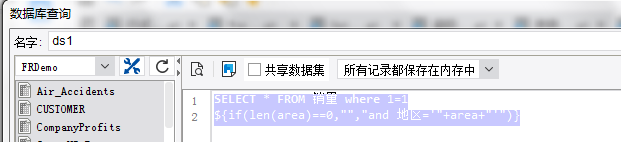 数据库查询
名字: ds1
FRDemo
共享数据集
所有记录都保存在内存中
Air_Accidents
CUSTOMER
CompanyProfits
1 SELECT * FROM 销量 where 1=1
2 ${if(len(area)==0,"","and 地区='"+area+"'")}